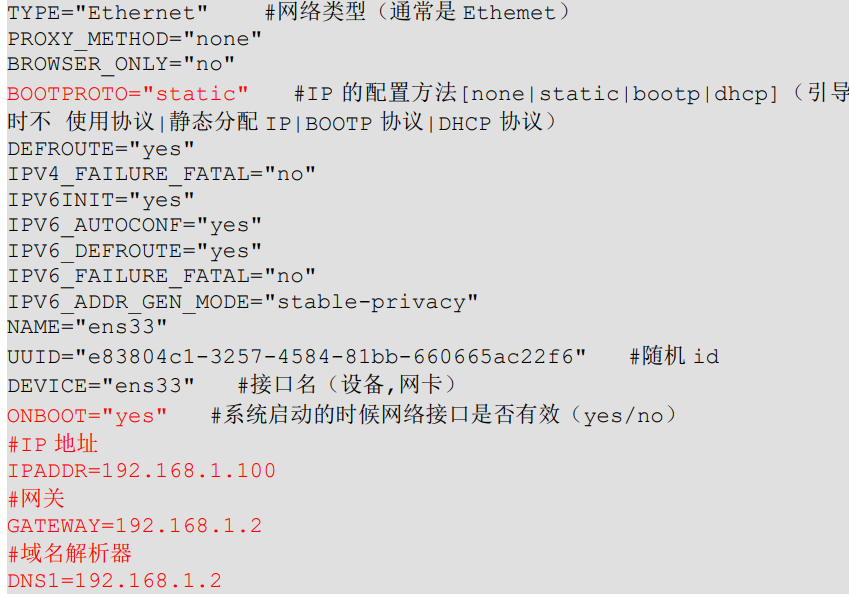 TYPE="Ethernet" #网络类型（通常是 Ethemet）
PROXY_METHOD="none"
BROWSER_ONLY="no"
BOOTPROTO="static" #IP 的配置方法[none|static|bootp|dhcp]（引导
时不 使用协议|静态分配 IP|BOOTP 协议|DHCP 协议）
DEFROUTE="yes"
IPV4_FAILURE_FATAL="no"
IPV6INIT="yes"
IPV6_AUTOCONF="yes"
IPV6_DEFROUTE="yes"
IPV6_FAILURE_FATAL="no"
IPV6_ADDR_GEN_MODE="stable-privacy"
NAME="ens33"
UUID="e83804c1-3257-4584-81bb-660665ac22f6" #随机 id
DEVICE="ens33" #接口名（设备,网卡）
ONBOOT="yes" #系统启动的时候网络接口是否有效（yes/no）
#IP 地址
IPADDR=192.168.1.100
#网关
GATEWAY=192.168.1.2
#域名解析器
DNS1=192.168.1.2